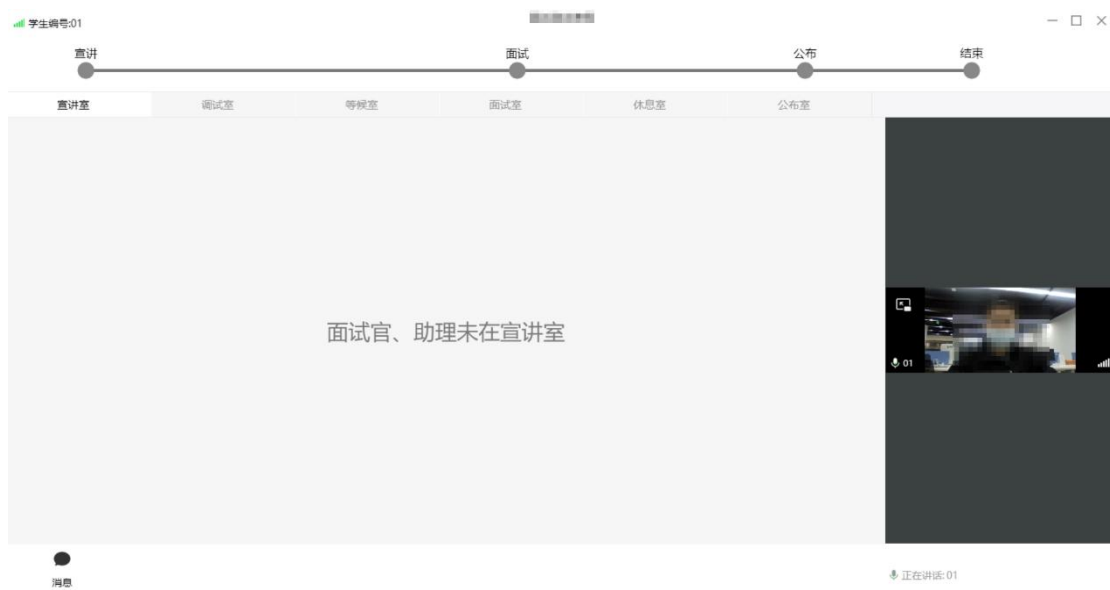 学生编号:01
宣讲 面试 公布 结束
宣讲室 调试室 等候室 面试室 休息室 公布室
面试官、助理未在宣讲室
01
消息
正在讲话: 01